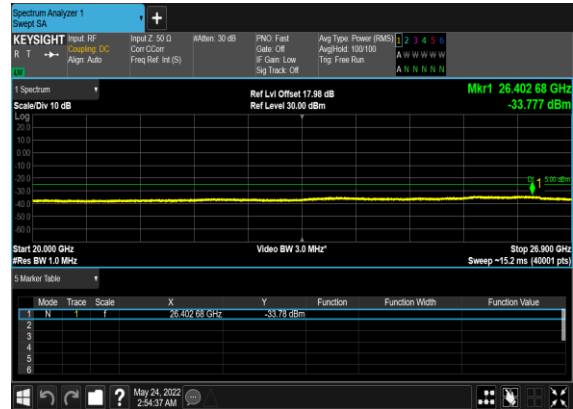 Spectrum Analyzer 1
Swept SA
+
KEYSIGHT Input: RF Input Z: 50 Ω #Atten: 30 dB PNO: Fast Avg Type: Power (RMS) 1 2 3 4 5 6
R T Coupling: DC Corr CCorr Gate: Off Avg|Hold: 100/100 A W W W W W
Align: Auto Freq Ref: Int (S) IF Gain: Low Trig: Free Run
LW Sig Track: Off A N N N N N
1 Spectrum Ref Lvl Offset 17.98 dB Mkr1 26.402 68 GHz
Scale/Div 10 dB Ref Level 30.00 dBm -33.777 dBm
Log
20.0
10.0
0.00
-10.0
-20.0
1 5.00 dBm
-30.0
-40.0
-50.0
-60.0
Start 20.000 GHz Video BW 3.0 MHz* Stop 26.900 GHz
#Res BW 1.0 MHz Sweep ~15.2 ms (40001 pts)
5 Marker Table
Mode Trace Scale X Y Function Function Width Function Value
1 N 1 f 26.402 68 GHz -33.78 dBm
2
3
4
5
6
? May 24, 2022
2:54:37 AM